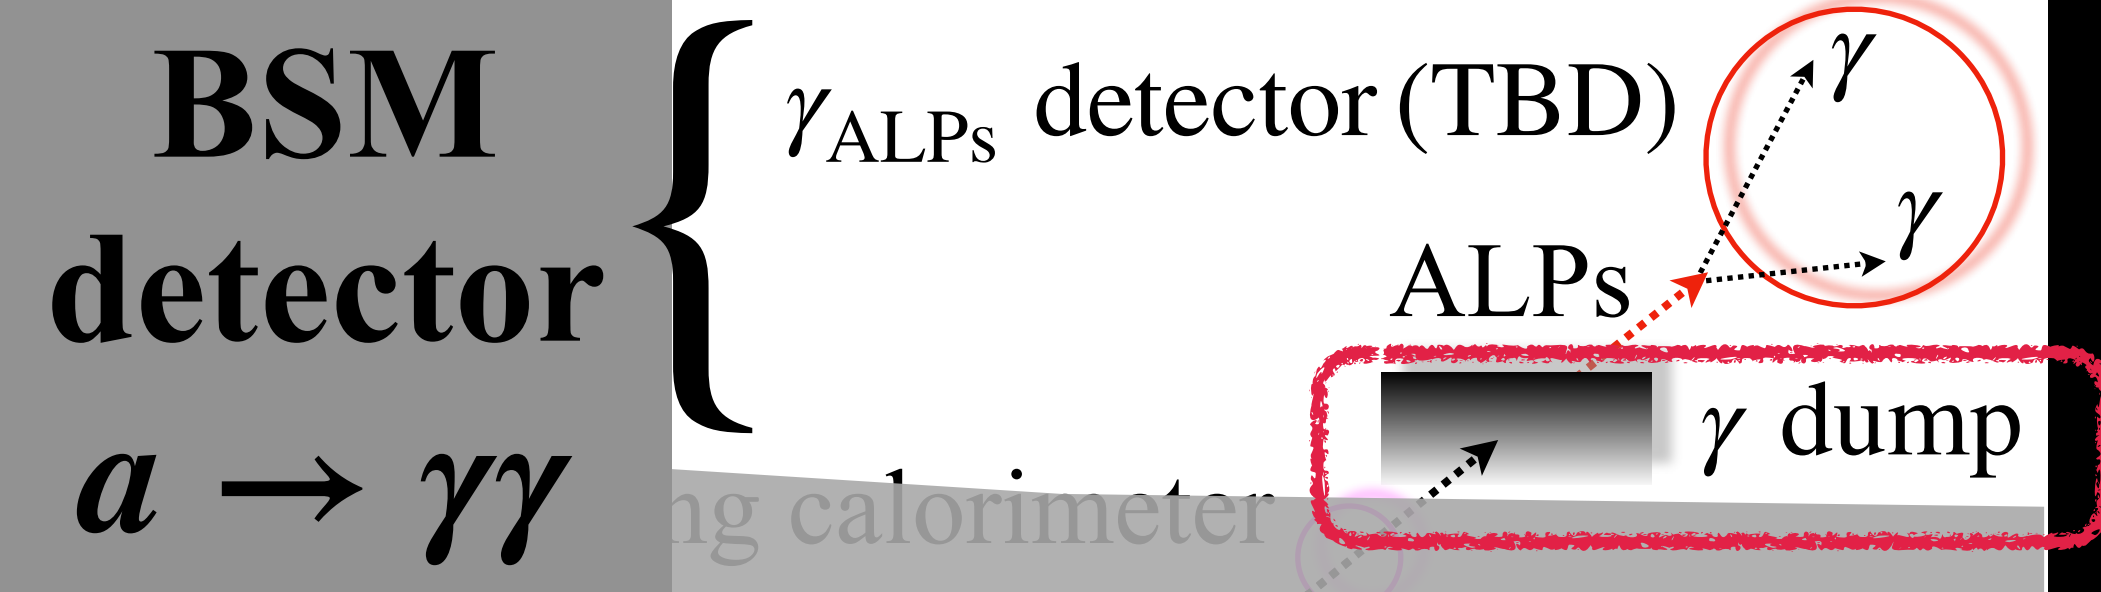 BSM
detector
a → γγ
γALPs detector (TBD)
γ
γ
ALPs
γ dump
calorimeter